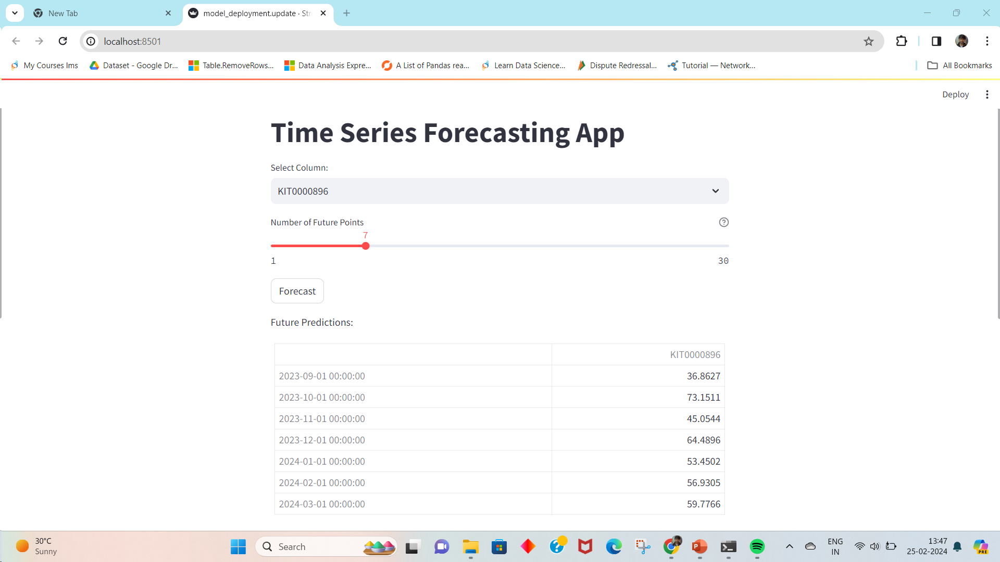 New Tab
model_deployment.update · Str
localhost:8501
My Courses lms
Dataset - Google Dr...
Table.RemoveRows...
Data Analysis Expre...
A List of Pandas rea...
Learn Data Science...
Dispute Redressal...
Tutorial — Network...
All Bookmarks
Deploy
Time Series Forecasting App
Select Column:
KIT0000896
Number of Future Points
7
1 30
Forecast
Future Predictions:
KIT0000896
2023-09-01 00:00:00 36.8627
2023-10-01 00:00:00 73.1511
2023-11-01 00:00:00 45.0544
2023-12-01 00:00:00 64.4896
2024-01-01 00:00:00 53.4502
2024-02-01 00:00:00 56.9305
2024-03-01 00:00:00 59.7766
30°C
Sunny
Search
ENG
IN
13:47
25-02-2024
PRE